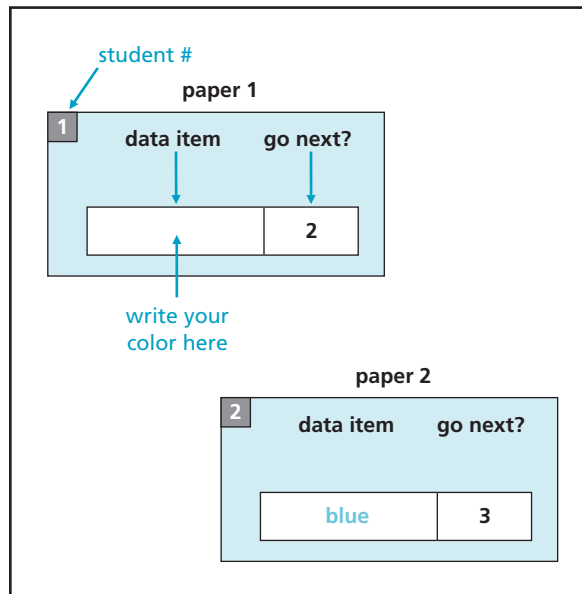 student #
paper 1
1
data item go next?
2
write your
color here
paper 2
2
data item go next?
blue 3